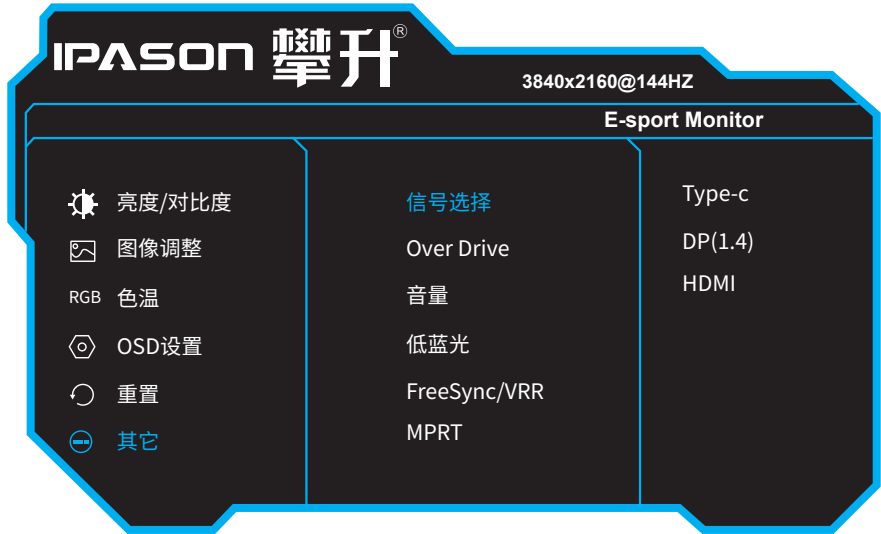 IPASON 攀升®
3840x2160@144HZ
E-sport Monitor
亮度/对比度
图像调整
RGB 色温
OSD设置
重置
其它
信号选择
Over Drive
音量
低蓝光
FreeSync/VRR
MPRT
Type-c
DP(1.4)
HDMI